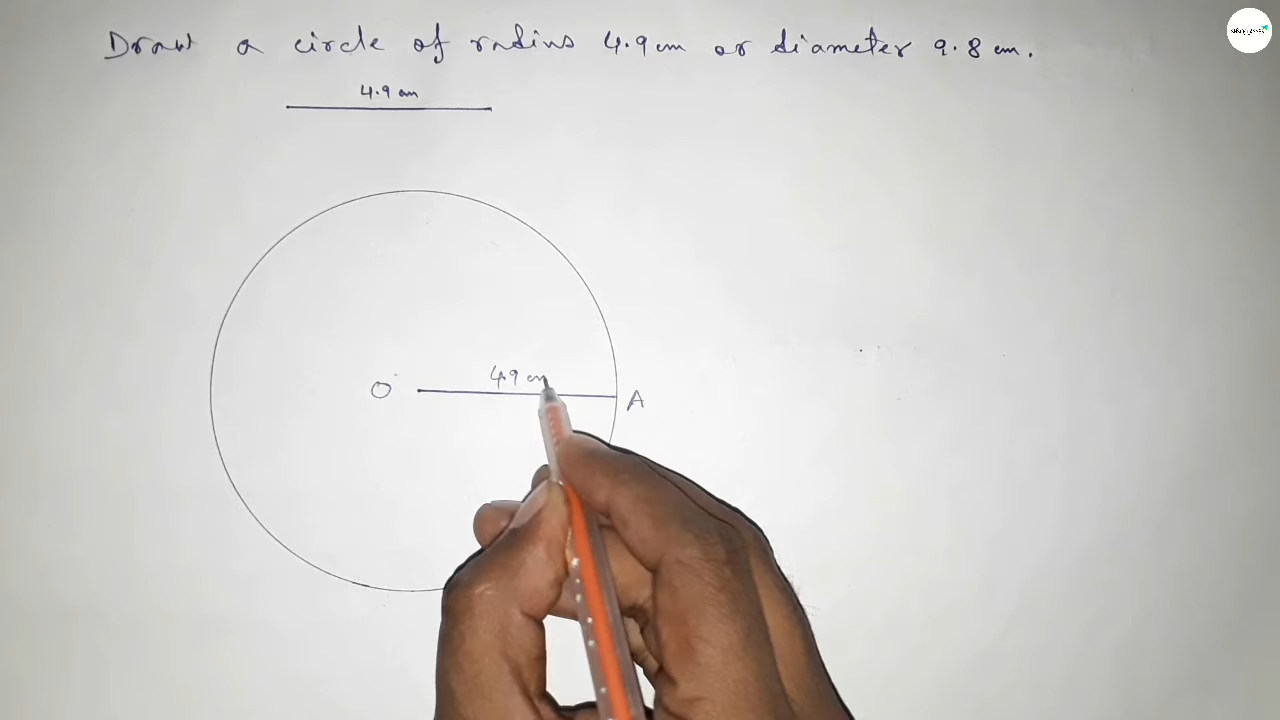 Draw a circle of radius 4.9 cm or diameter 9.8 cm.
4.9 cm
4.9 cm
O
A